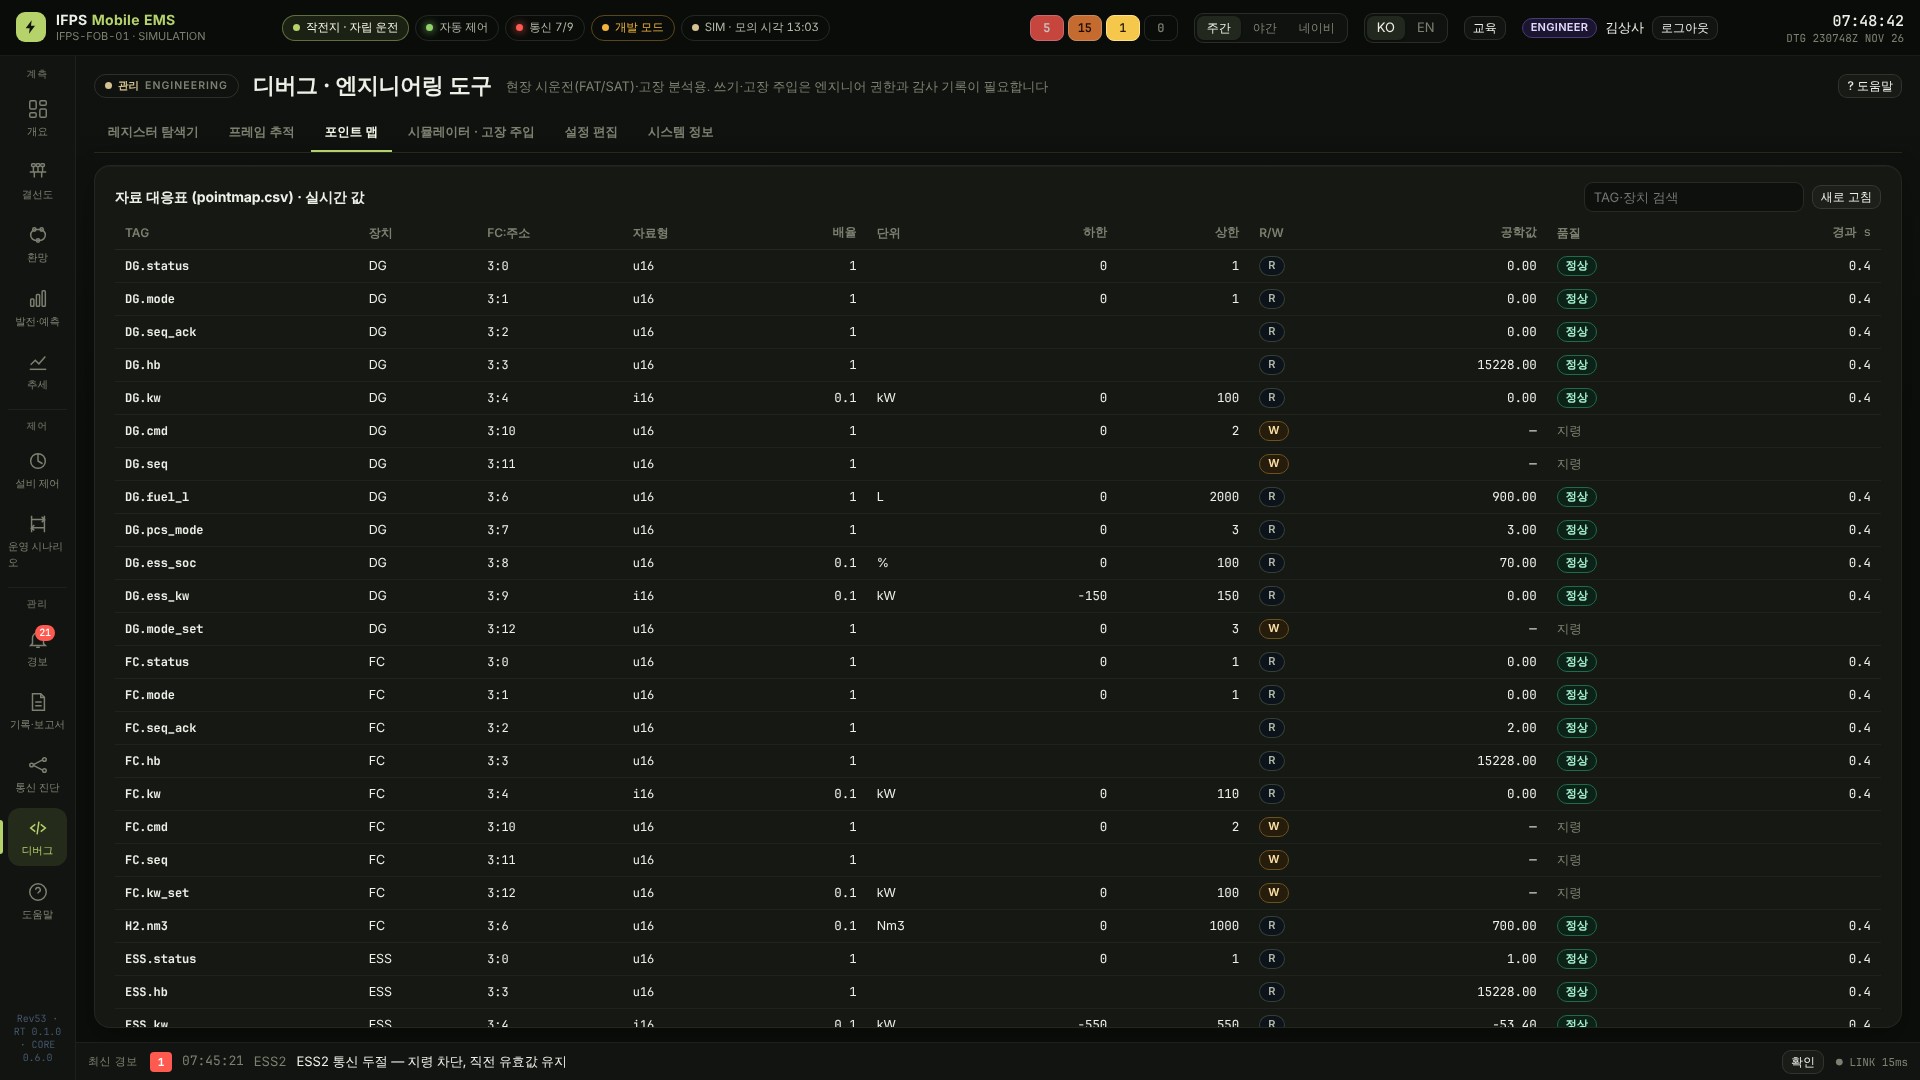 IFPS Mobile EMS
IFPS-FOB-01 · SIMULATION
작전지 · 자립 운전
자동 제어
통신 7/9
개발 모드
SIM · 모의 시각 13:03
5 15 1 0
주간 야간 네이비
KO EN
교육
ENGINEER 김상사 로그아웃
07:48:42
DTG 230748Z NOV 26
계측
개요
결선도
환망
발전·예측
추세
제어
설비 제어
운영 시나리
오
관리
21
경보
기록·보고서
통신 진단
디버그
도움말
Rev53 ·
RT 0.1.0
· CORE
0.6.0
관리 ENGINEERING
디버그 · 엔지니어링 도구
현장 시운전(FAT/SAT)·고장 분석용. 쓰기·고장 주입은 엔지니어 권한과 감사 기록이 필요합니다
? 도움말
레지스터 탐색기 프레임 추적 포인트 맵 시뮬레이터 · 고장 주입 설정 편집 시스템 정보
자료 대응표 (pointmap.csv) · 실시간 값
TAG·장치 검색
새로 고침
TAG 장치 FC:주소 자료형 배율 단위 하한 상한 R/W 공학값 품질 경과 s
DG.status DG 3:0 u16 1 0 1 R 0.00 정상 0.4
DG.mode DG 3:1 u16 1 0 1 R 0.00 정상 0.4
DG.seq_ack DG 3:2 u16 1 R 0.00 정상 0.4
DG.hb DG 3:3 u16 1 R 15228.00 정상 0.4
DG.kw DG 3:4 i16 0.1 kW 0 100 R 0.00 정상 0.4
DG.cmd DG 3:10 u16 1 0 2 W — 지령
DG.seq DG 3:11 u16 1 W — 지령
DG.fuel_l DG 3:6 u16 1 L 0 2000 R 900.00 정상 0.4
DG.pcs_mode DG 3:7 u16 1 0 3 R 3.00 정상 0.4
DG.ess_soc DG 3:8 u16 0.1 % 0 100 R 70.00 정상 0.4
DG.ess_kw DG 3:9 i16 0.1 kW -150 150 R 0.00 정상 0.4
DG.mode_set DG 3:12 u16 1 0 3 W — 지령
FC.status FC 3:0 u16 1 0 1 R 0.00 정상 0.4
FC.mode FC 3:1 u16 1 0 1 R 0.00 정상 0.4
FC.seq_ack FC 3:2 u16 1 R 2.00 정상 0.4
FC.hb FC 3:3 u16 1 R 15228.00 정상 0.4
FC.kw FC 3:4 i16 0.1 kW 0 110 R 0.00 정상 0.4
FC.cmd FC 3:10 u16 1 0 2 W — 지령
FC.seq FC 3:11 u16 1 W — 지령
FC.kw_set FC 3:12 u16 0.1 kW 0 100 W — 지령
H2.nm3 FC 3:6 u16 0.1 Nm3 0 1000 R 700.00 정상 0.4
ESS.status ESS 3:0 u16 1 0 1 R 1.00 정상 0.4
ESS.hb ESS 3:3 u16 1 R 15228.00 정상 0.4
ESS.kw ESS 3:4 i16 0.1 kW -550 550 R -53.40 정상 0.4
최신 경보 1 07:45:21 ESS2 ESS2 통신 두절 — 지령 차단, 직전 유효값 유지
확인
LINK 15ms